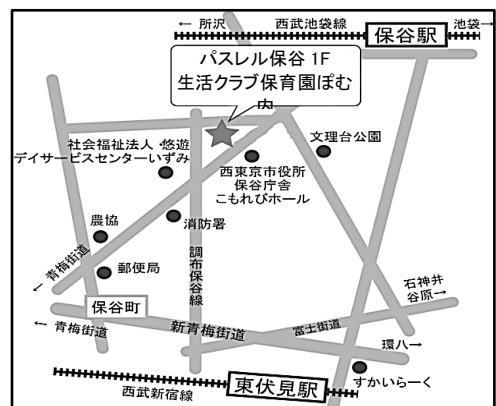 ← 所沢 西武池袋線 池袋→
保谷駅
パスレル保谷 1F
生活クラブ保育園ぽむ
内
社会福祉法人・悠遊
デイサービスセンターいずみ
文理台公園
西東京市役所
保谷庁舎
こもれびホール
農協
消防署
← 青梅街道
郵便局
調布保谷線
石神井
谷原→
保谷町
← 青梅街道
新青梅街道
富士街道
環八→
すかいらーく
東伏見駅
西武新宿線